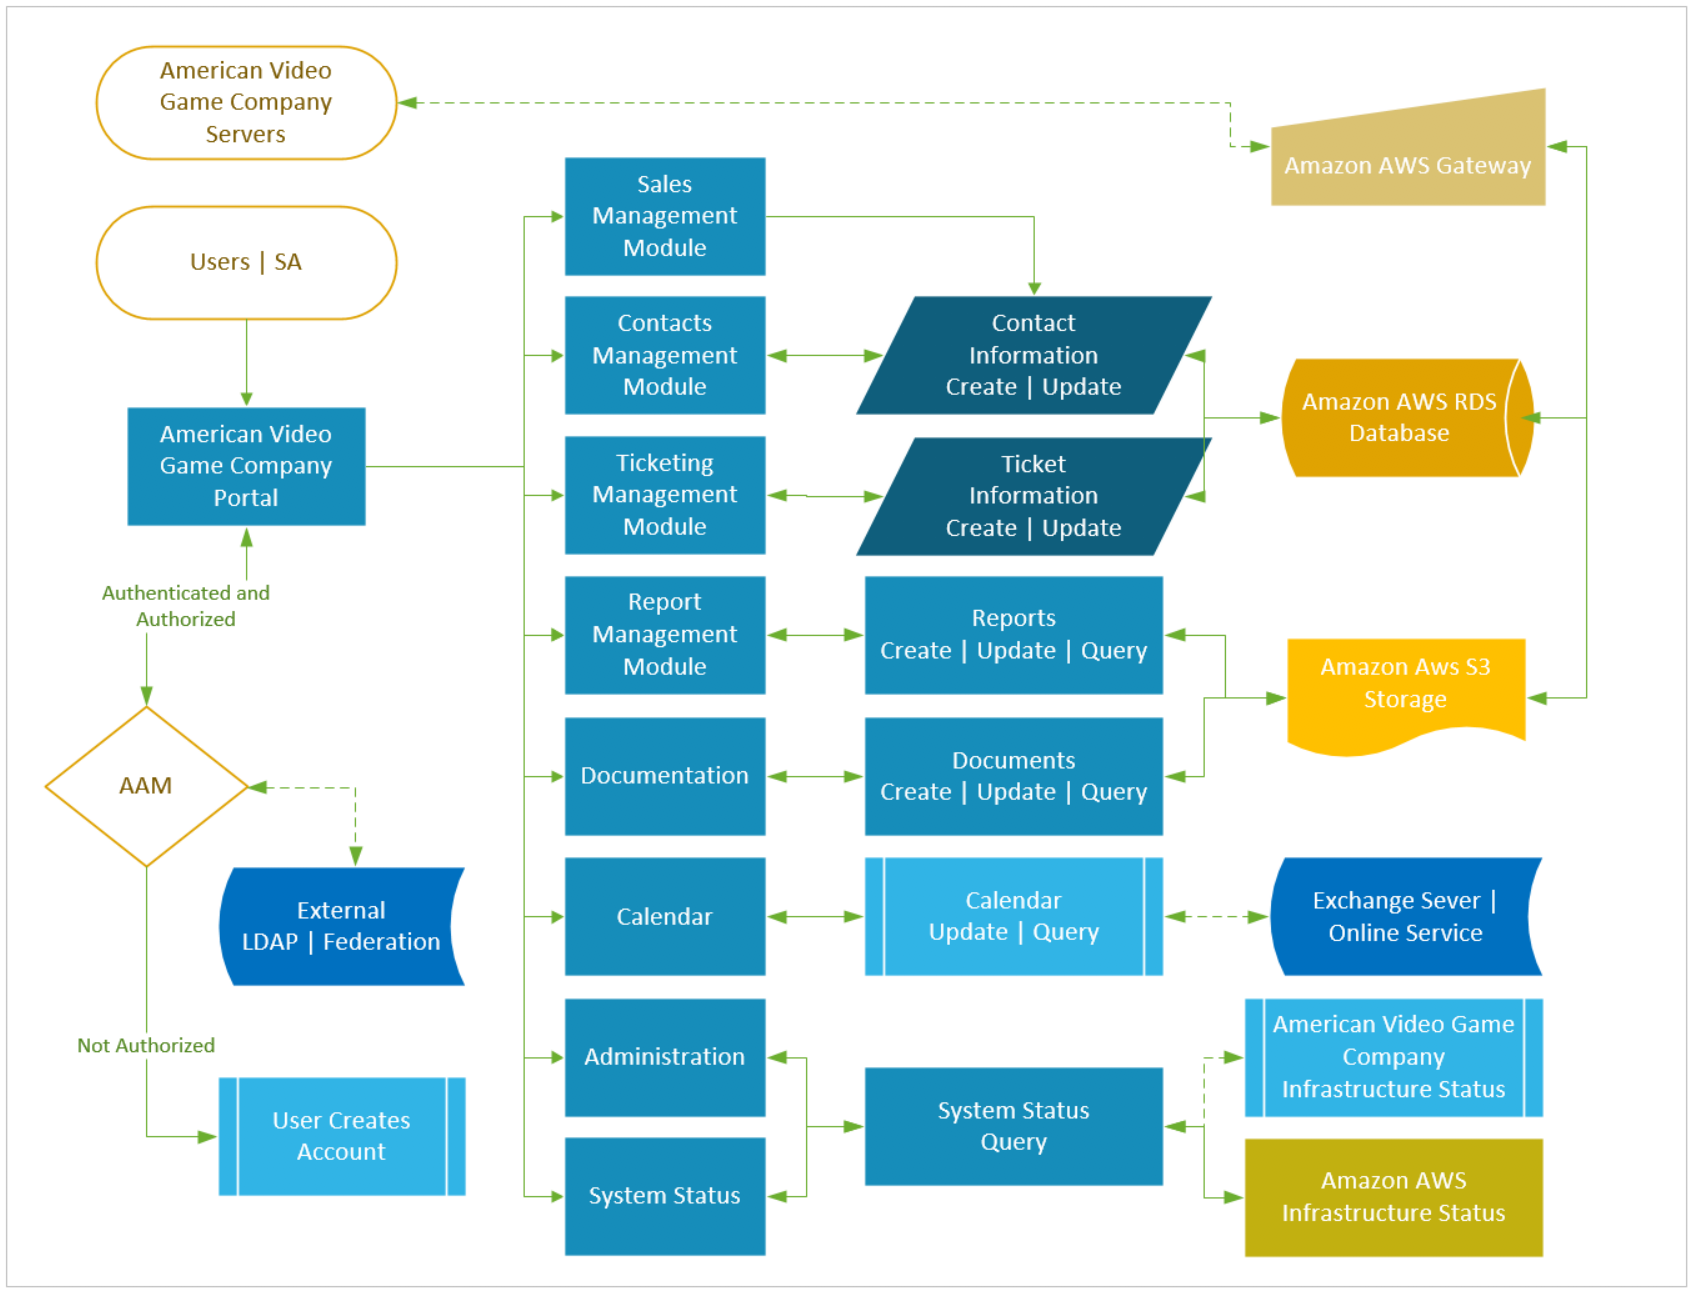 American Video
Game Company
Servers
Amazon AWS Gateway
Users | SA
Sales
Management
Module
Contacts
Management
Module
Contact
Information
Create | Update
Amazon AWS RDS
Database
American Video
Game Company
Portal
Ticketing
Management
Module
Ticket
Information
Create | Update
Authenticated and
Authorized
Report
Management
Module
Reports
Create | Update | Query
Amazon Aws S3
Storage
AAM
Documentation
Documents
Create | Update | Query
External
LDAP | Federation
Calendar
Calendar
Update | Query
Exchange Sever |
Online Service
Not Authorized
Administration
American Video Game
Company
Infrastructure Status
User Creates
Account
System Status
Query
System Status
Amazon AWS
Infrastructure Status